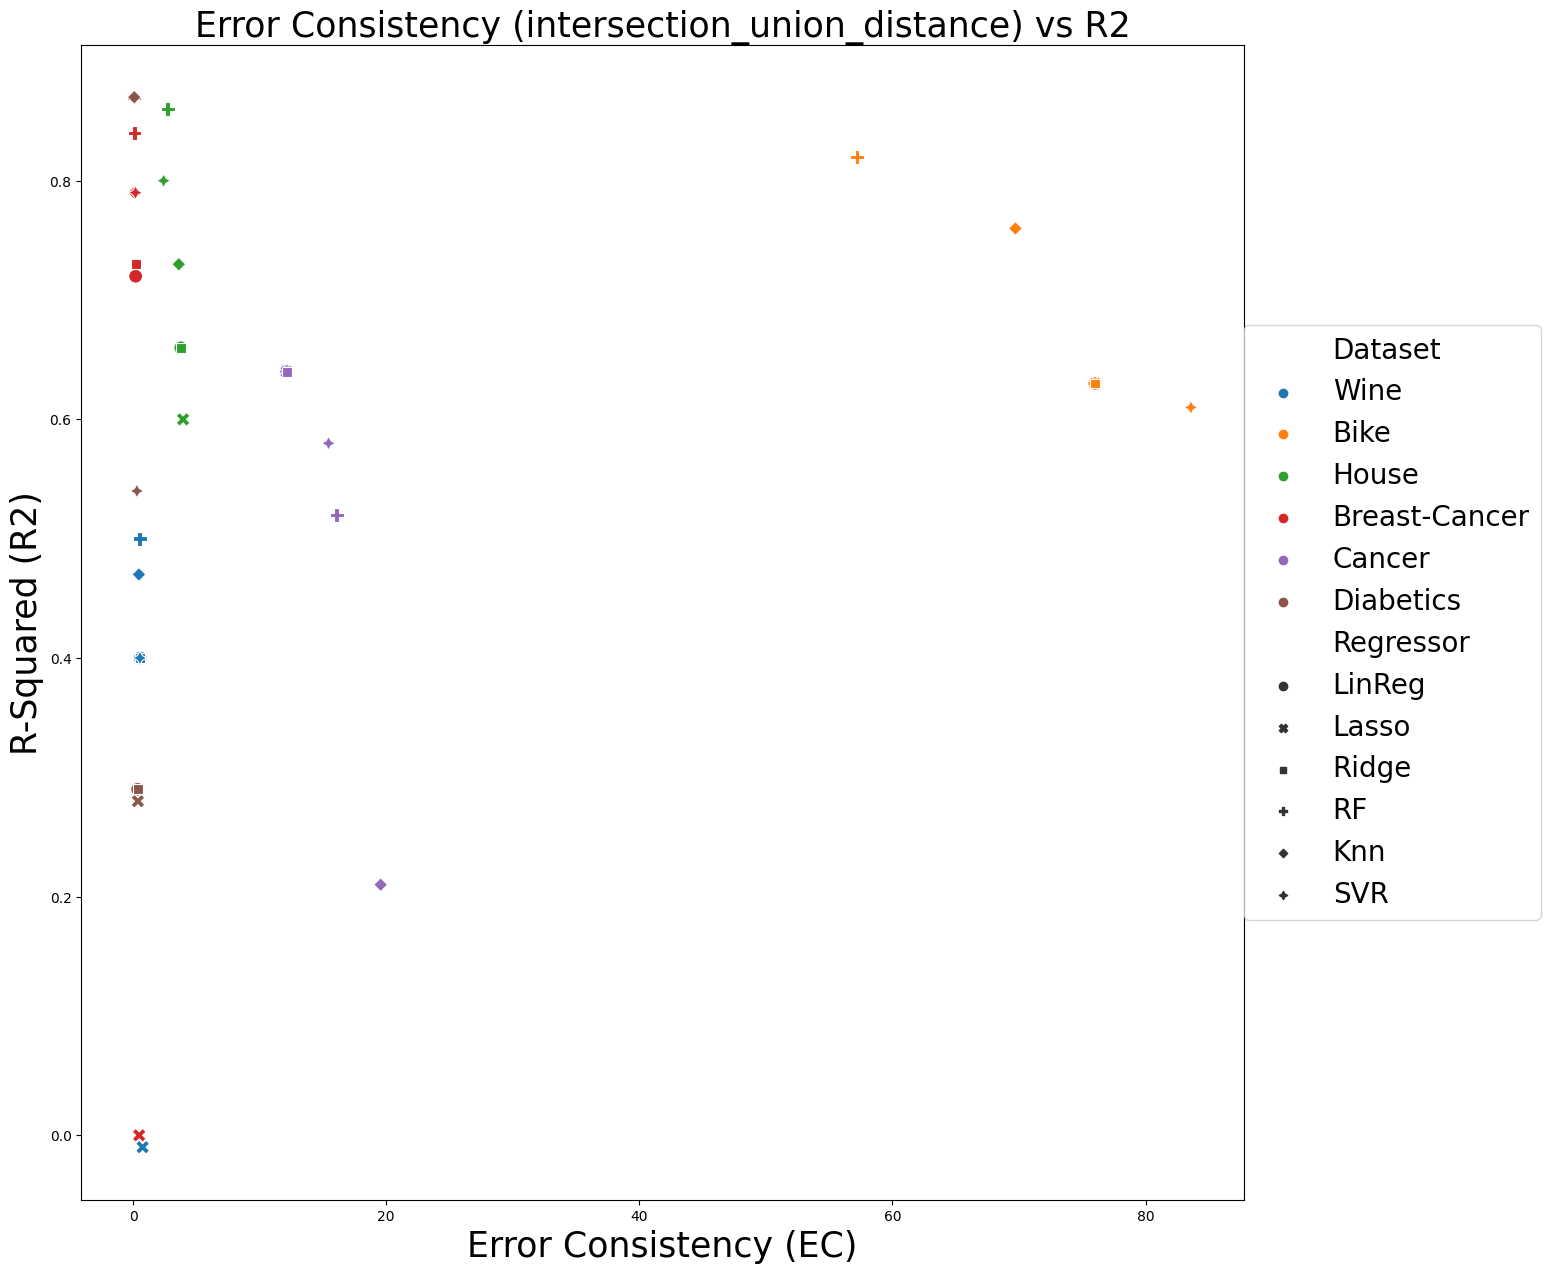 Error Consistency (intersection_union_distance) vs R2
R-Squared (R2)
0.8
0.6
0.4
0.2
0.0
0
20
40
60
80
Error Consistency (EC)
Dataset
Wine
Bike
House
Breast-Cancer
Cancer
Diabetics
Regressor
LinReg
Lasso
Ridge
RF
Knn
SVR